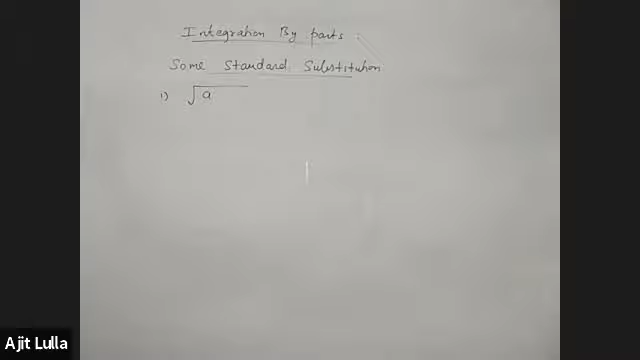 Integration By parts
Some Standard Substitution
1) √a
Ajit Lulla